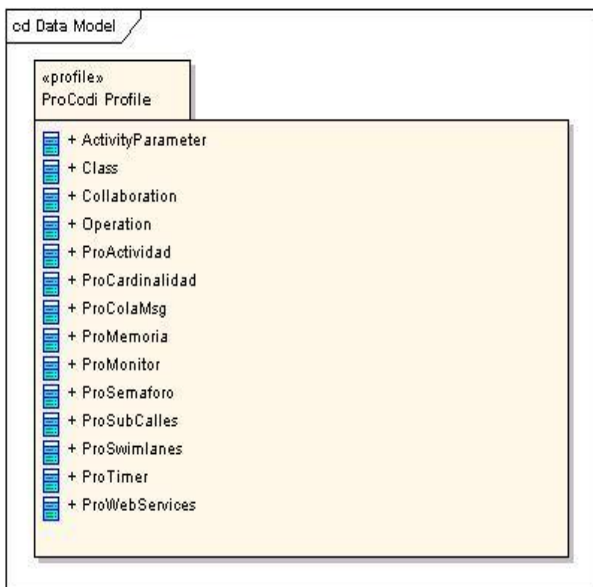 cd Data Model
«profile»
ProCodi Profile
+ ActivityParameter
+ Class
+ Collaboration
+ Operation
+ ProActividad
+ ProCardinalidad
+ ProColaMsg
+ ProMemoria
+ ProMonitor
+ ProSemaforo
+ ProSubCalles
+ ProSwimlanes
+ ProTimer
+ ProWebServices